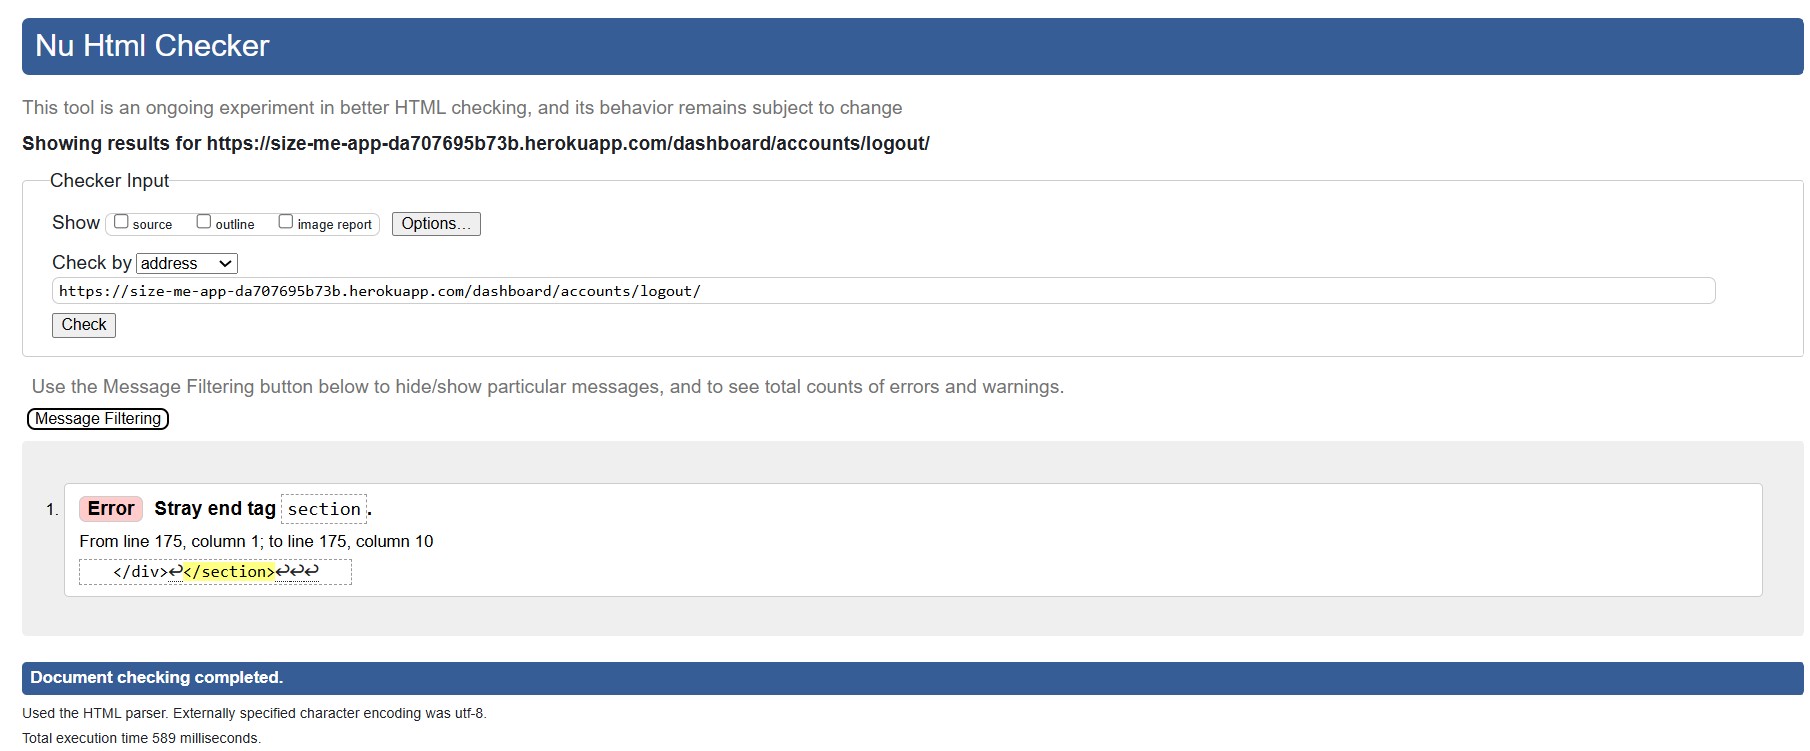 Nu Html Checker
This tool is an ongoing experiment in better HTML checking, and its behavior remains subject to change
Showing results for https://size-me-app-da707695b73b.herokuapp.com/dashboard/accounts/logout/
Checker Input
Show source outline image report Options...
Check by address
https://size-me-app-da707695b73b.herokuapp.com/dashboard/accounts/logout/
Check
Use the Message Filtering button below to hide/show particular messages, and to see total counts of errors and warnings.
Message Filtering
1. Error Stray end tag section.
From line 175, column 1; to line 175, column 10
</div>↩</section>↩↩↩
Document checking completed.
Used the HTML parser. Externally specified character encoding was utf-8.
Total execution time 589 milliseconds.